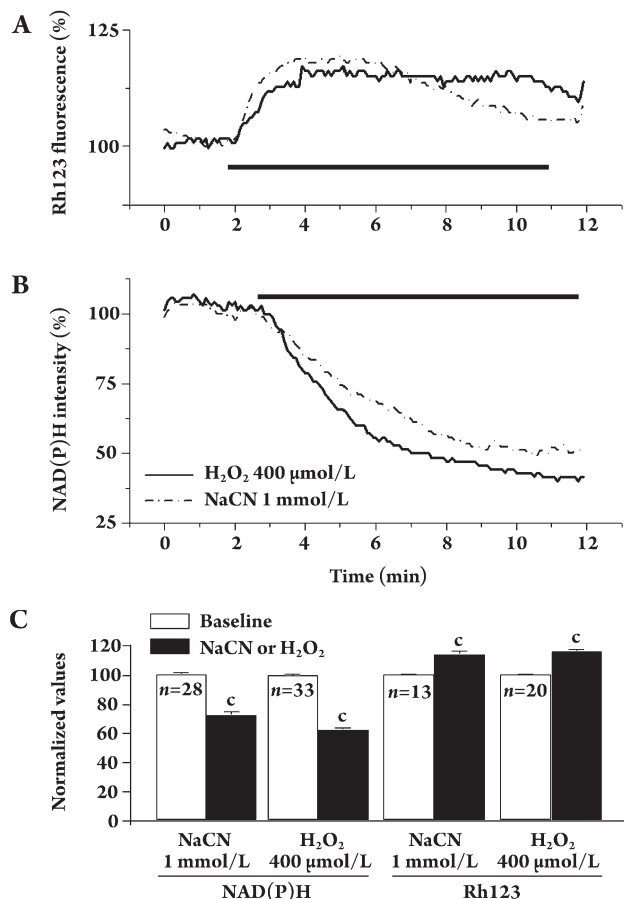 A
Rh123 fluorescence (%)
125
100
0 2 4 6 8 10 12
B
NAD(P)H intensity (%)
100
75
50
25
H₂O₂ 400 μmol/L
NaCN 1 mmol/L
0 2 4 6 8 10 12
Time (min)
C
Baseline
NaCN or H₂O₂
Normalized values
120
100
80
60
40
20
0
c c c c
n=28 n=33 n=13 n=20
NaCN H₂O₂ NaCN H₂O₂
1 mmol/L 400 μmol/L 1 mmol/L 400 μmol/L
NAD(P)H Rh123